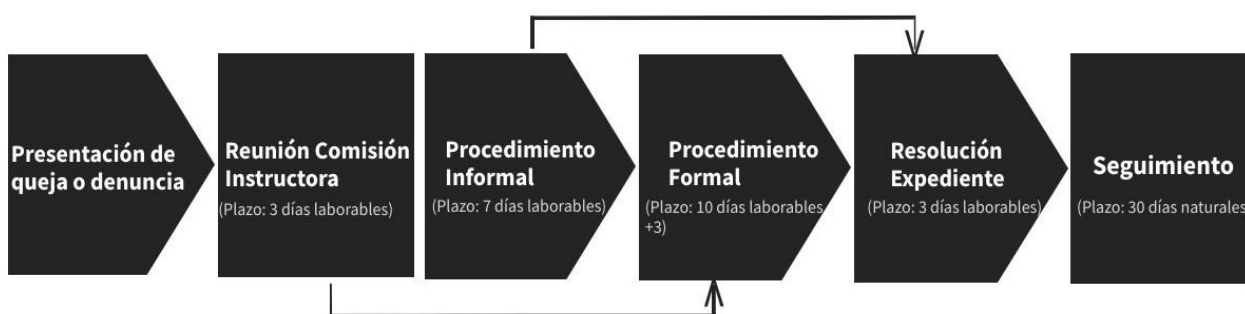 Presentación de
queja o denuncia
Reunión Comisión
Instructora
(Plazo: 3 días laborables)
Procedimiento
Informal
(Plazo: 7 días laborables)
Procedimiento
Formal
(Plazo: 10 días laborables
+3)
Resolución
Expediente
(Plazo: 3 días laborables)
Seguimiento
(Plazo: 30 días naturales